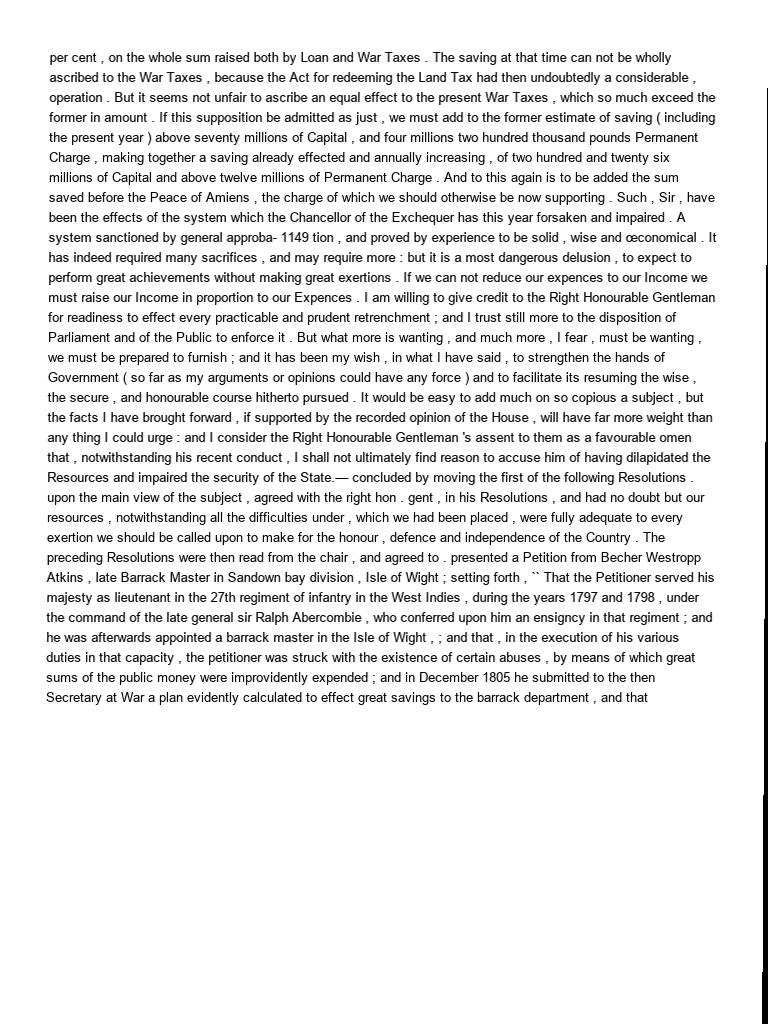 per cent , on the whole sum raised both by Loan and War Taxes . The saving at that time can not be wholly
ascribed to the War Taxes , because the Act for redeeming the Land Tax had then undoubtedly a considerable ,
operation . But it seems not unfair to ascribe an equal effect to the present War Taxes , which so much exceed the
former in amount . If this supposition be admitted as just , we must add to the former estimate of saving ( including
the present year ) above seventy millions of Capital , and four millions two hundred thousand pounds Permanent
Charge , making together a saving already effected and annually increasing , of two hundred and twenty six
millions of Capital and above twelve millions of Permanent Charge . And to this again is to be added the sum
saved before the Peace of Amiens , the charge of which we should otherwise be now supporting . Such , Sir , have
been the effects of the system which the Chancellor of the Exchequer has this year forsaken and impaired . A
system sanctioned by general approba- 1149 tion , and proved by experience to be solid , wise and œconomical . It
has indeed required many sacrifices , and may require more : but it is a most dangerous delusion , to expect to
perform great achievements without making great exertions . If we can not reduce our expences to our Income we
must raise our Income in proportion to our Expences . I am willing to give credit to the Right Honourable Gentleman
for readiness to effect every practicable and prudent retrenchment ; and I trust still more to the disposition of
Parliament and of the Public to enforce it . But what more is wanting , and much more , I fear , must be wanting ,
we must be prepared to furnish ; and it has been my wish , in what I have said , to strengthen the hands of
Government ( so far as my arguments or opinions could have any force ) and to facilitate its resuming the wise ,
the secure , and honourable course hitherto pursued . It would be easy to add much on so copious a subject , but
the facts I have brought forward , if supported by the recorded opinion of the House , will have far more weight than
any thing I could urge : and I consider the Right Honourable Gentleman 's assent to them as a favourable omen
that , notwithstanding his recent conduct , I shall not ultimately find reason to accuse him of having dilapidated the
Resources and impaired the security of the State.— concluded by moving the first of the following Resolutions .
upon the main view of the subject , agreed with the right hon . gent , in his Resolutions , and had no doubt but our
resources , notwithstanding all the difficulties under , which we had been placed , were fully adequate to every
exertion we should be called upon to make for the honour , defence and independence of the Country . The
preceding Resolutions were then read from the chair , and agreed to . presented a Petition from Becher Westropp
Atkins , late Barrack Master in Sandown bay division , Isle of Wight ; setting forth , `` That the Petitioner served his
majesty as lieutenant in the 27th regiment of infantry in the West Indies , during the years 1797 and 1798 , under
the command of the late general sir Ralph Abercombie , who conferred upon him an ensigncy in that regiment ; and
he was afterwards appointed a barrack master in the Isle of Wight , ; and that , in the execution of his various
duties in that capacity , the petitioner was struck with the existence of certain abuses , by means of which great
sums of the public money were improvidently expended ; and in December 1805 he submitted to the then
Secretary at War a plan evidently calculated to effect great savings to the barrack department , and that